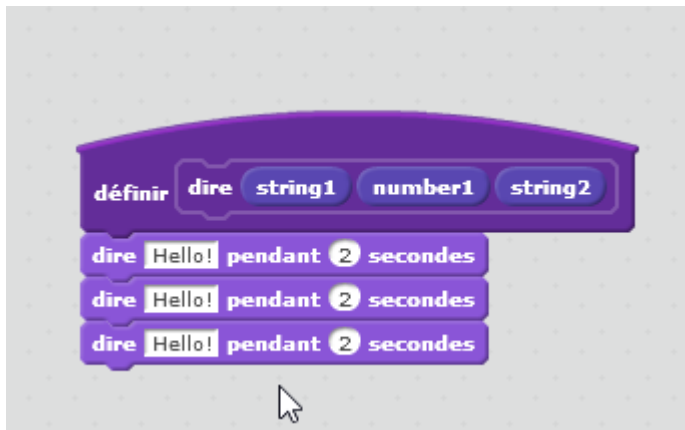 définir dire string1 number1 string2
dire Hello! pendant 2 secondes
dire Hello! pendant 2 secondes
dire Hello! pendant 2 secondes